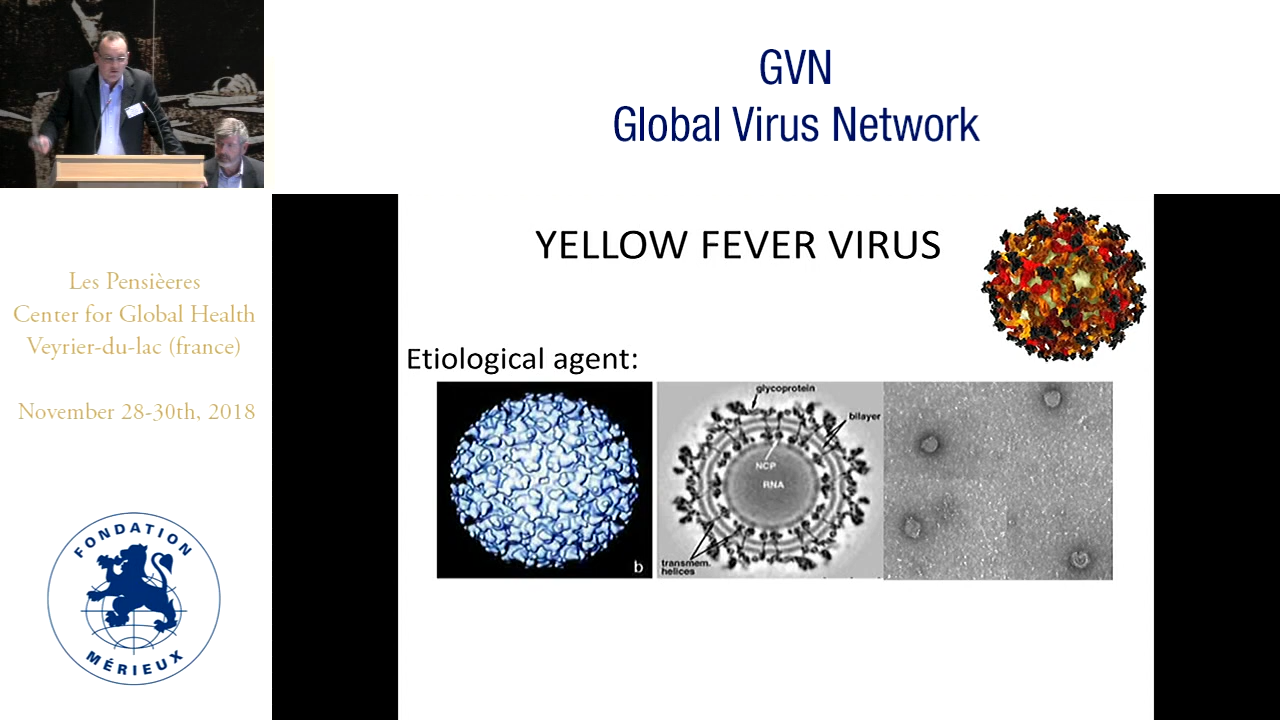 GVN
Global Virus Network
Les Pensièeres
Center for Global Health
Veyrier-du-lac (france)
November 28-30th, 2018
FONDATION
MÉRIEUX
YELLOW FEVER VIRUS
Etiological agent:
b
glycoprotein
bilayer
NCP
RNA
transmem.
helices